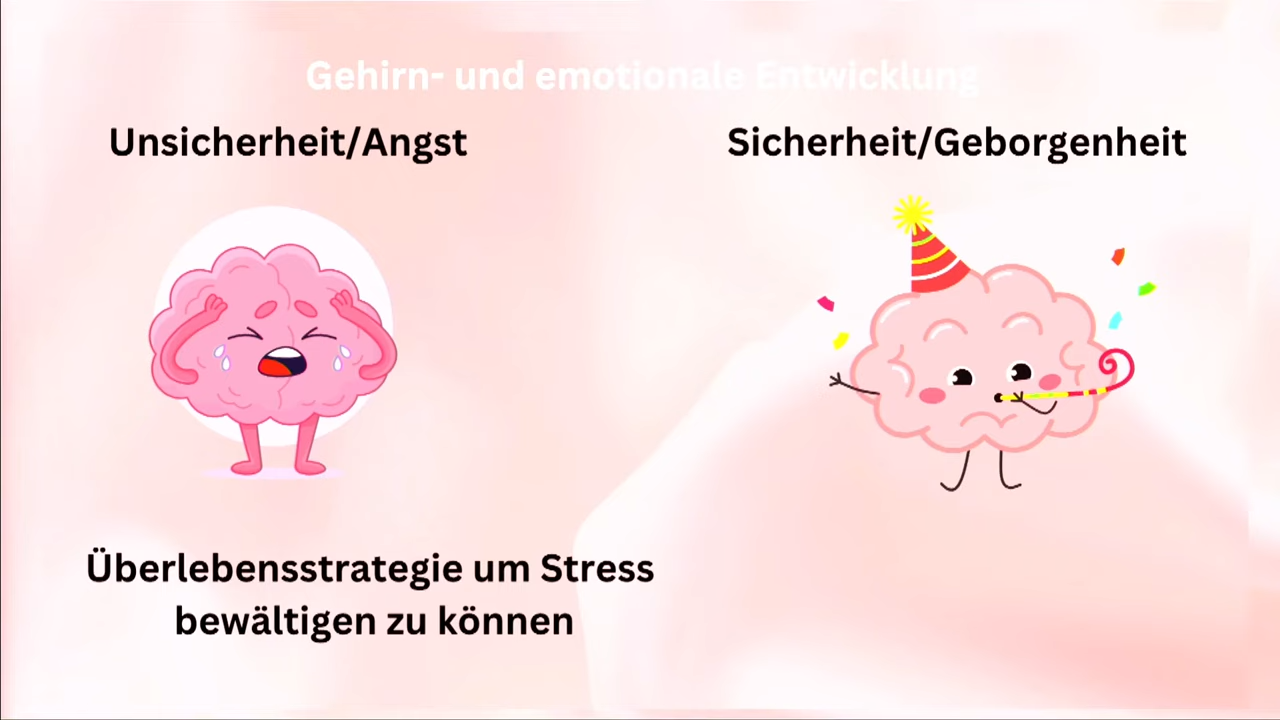 Gehirn- und emotionale Entwicklung
Unsicherheit/Angst
Sicherheit/Geborgenheit
Überlebensstrategie um Stress
bewältigen zu können